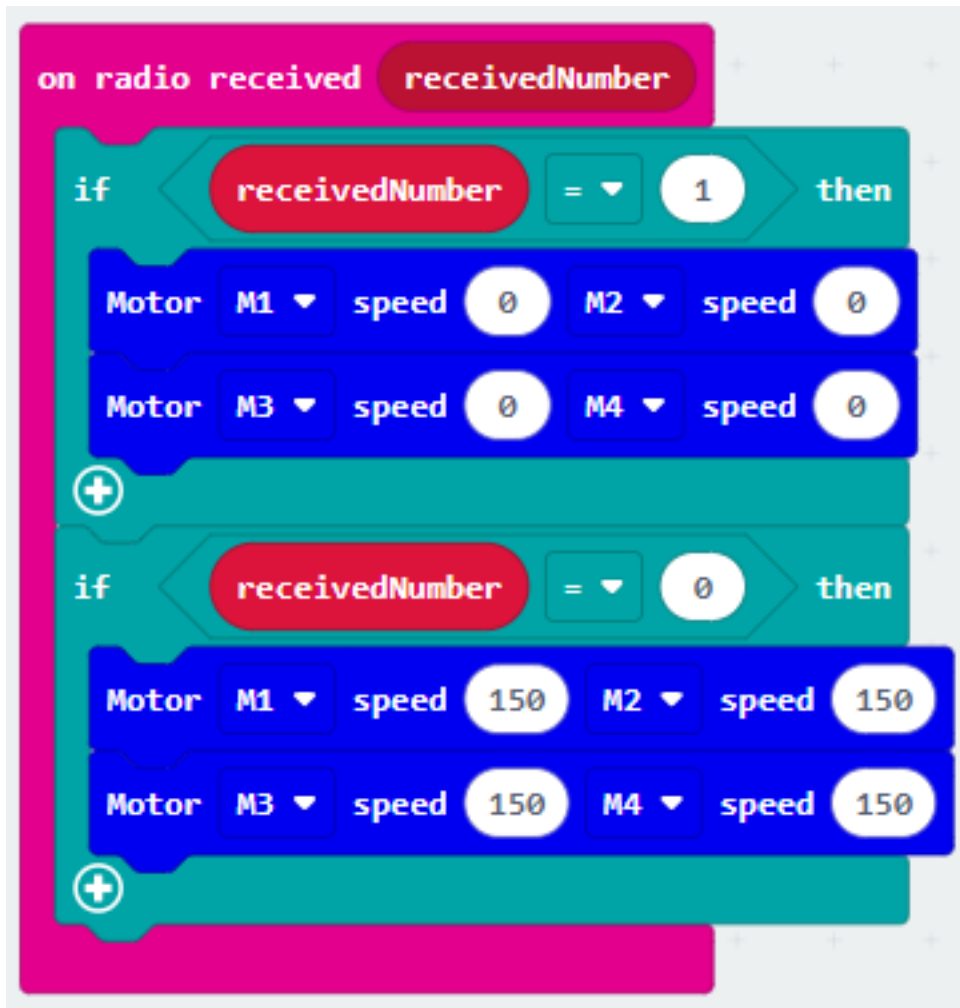 on radio received receivedNumber
if receivedNumber = 1 then
Motor M1 speed 0 M2 speed 0
Motor M3 speed 0 M4 speed 0
if receivedNumber = 0 then
Motor M1 speed 150 M2 speed 150
Motor M3 speed 150 M4 speed 150